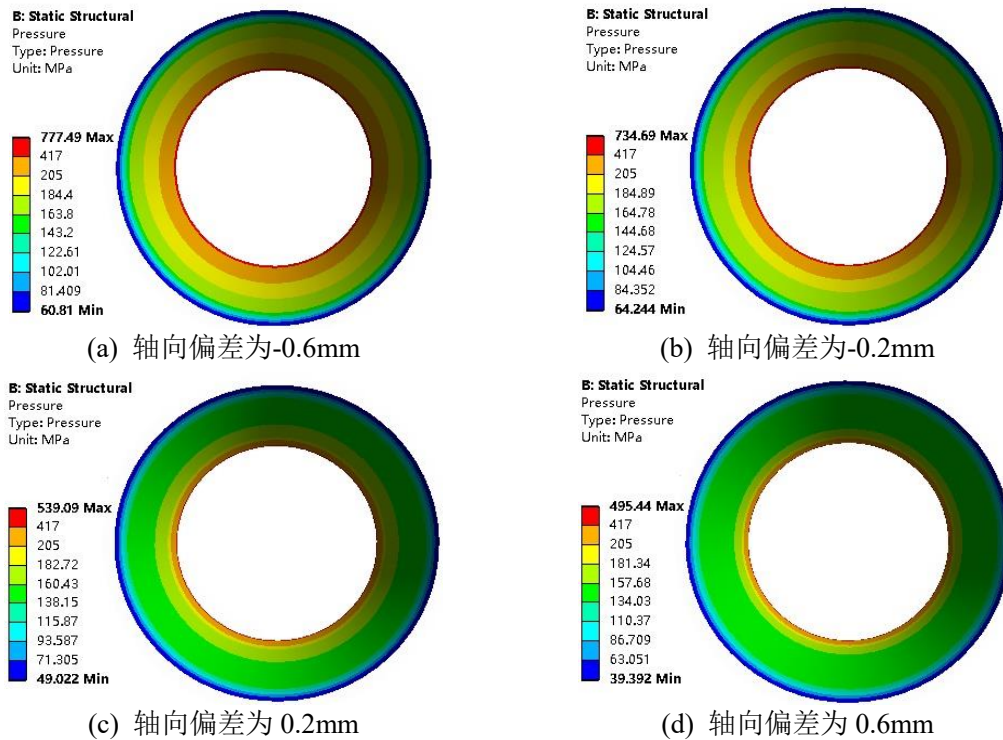 B: Static Structural
Pressure
Type: Pressure
Unit: MPa
777.49 Max
417
205
184.4
163.8
143.2
122.61
102.01
81.409
60.81 Min
(a) 轴向偏差为-0.6mm
B: Static Structural
Pressure
Type: Pressure
Unit: MPa
734.69 Max
417
205
184.89
164.78
144.68
124.57
104.46
84.352
64.244 Min
(b) 轴向偏差为-0.2mm
B: Static Structural
Pressure
Type: Pressure
Unit: MPa
539.09 Max
417
205
182.72
160.43
138.15
115.87
93.587
71.305
49.022 Min
(c) 轴向偏差为 0.2mm
B: Static Structural
Pressure
Type: Pressure
Unit: MPa
495.44 Max
417
205
181.34
157.68
134.03
110.37
86.709
63.051
39.392 Min
(d) 轴向偏差为 0.6mm